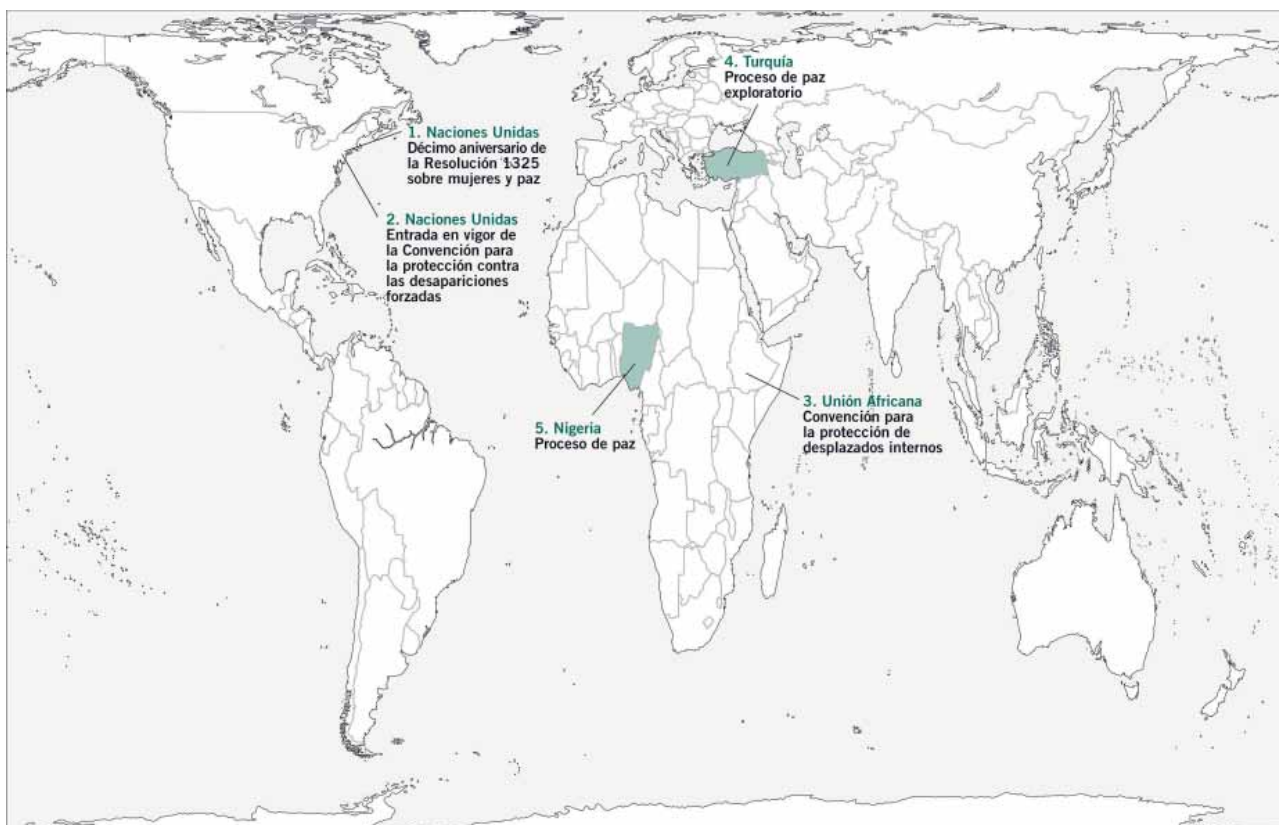 1. Naciones Unidas
Décimo aniversario de
la Resolución 1325
sobre mujeres y paz
2. Naciones Unidas
Entrada en vigor de
la Convención para
la protección contra
las desapariciones
forzadas
3. Unión Africana
Convención para
la protección de
desplazados internos
4. Turquía
Proceso de paz
exploratorio
5. Nigeria
Proceso de paz